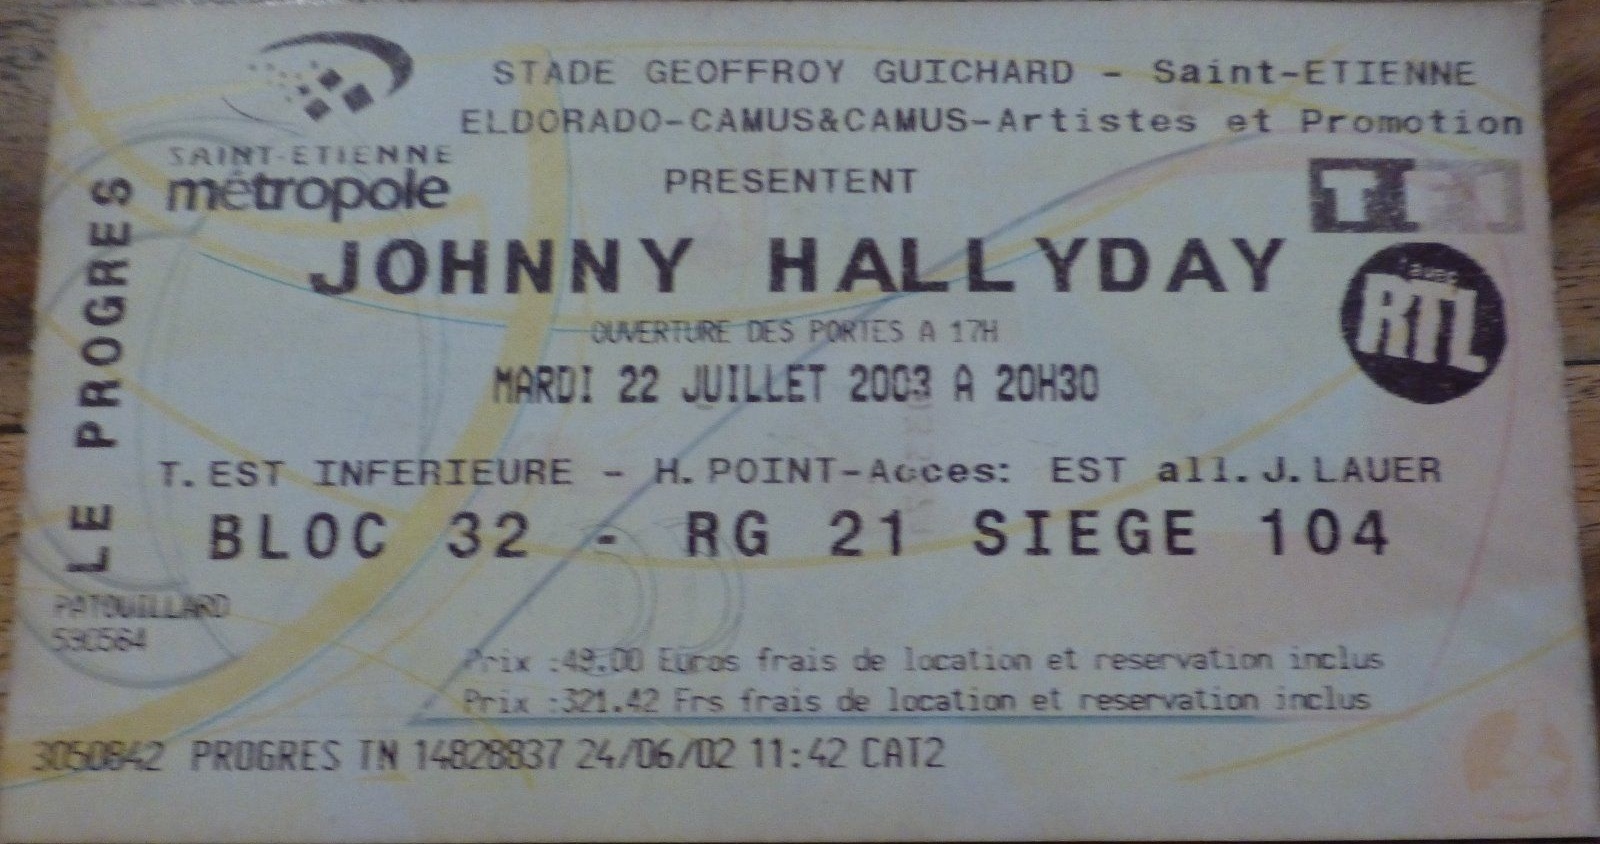 STADE GEOFFROY GUICHARD - Saint-ETIENNE
ELDORADO-CAMUS&CAMUS-Artistes et Promotion
SAINT-ETIENNE
métropole
PRESENTENT
TF1
JOHNNY HALLYDAY
avec
RTL
OUVERTURE DES PORTES A 17H
MARDI 22 JUILLET 2003 A 20H30
LE PROGRES
T. EST INFERIEURE - H. POINT-Acces: EST all. J. LAUER
BLOC 32 - RG 21 SIEGE 104
PATOUILLARD
590564
Prix :49.00 Euros frais de location et reservation inclus
Prix :321.42 Frs frais de location et reservation inclus
3050842 PROGRES TN 14828837 24/06/02 11:42 CAT2